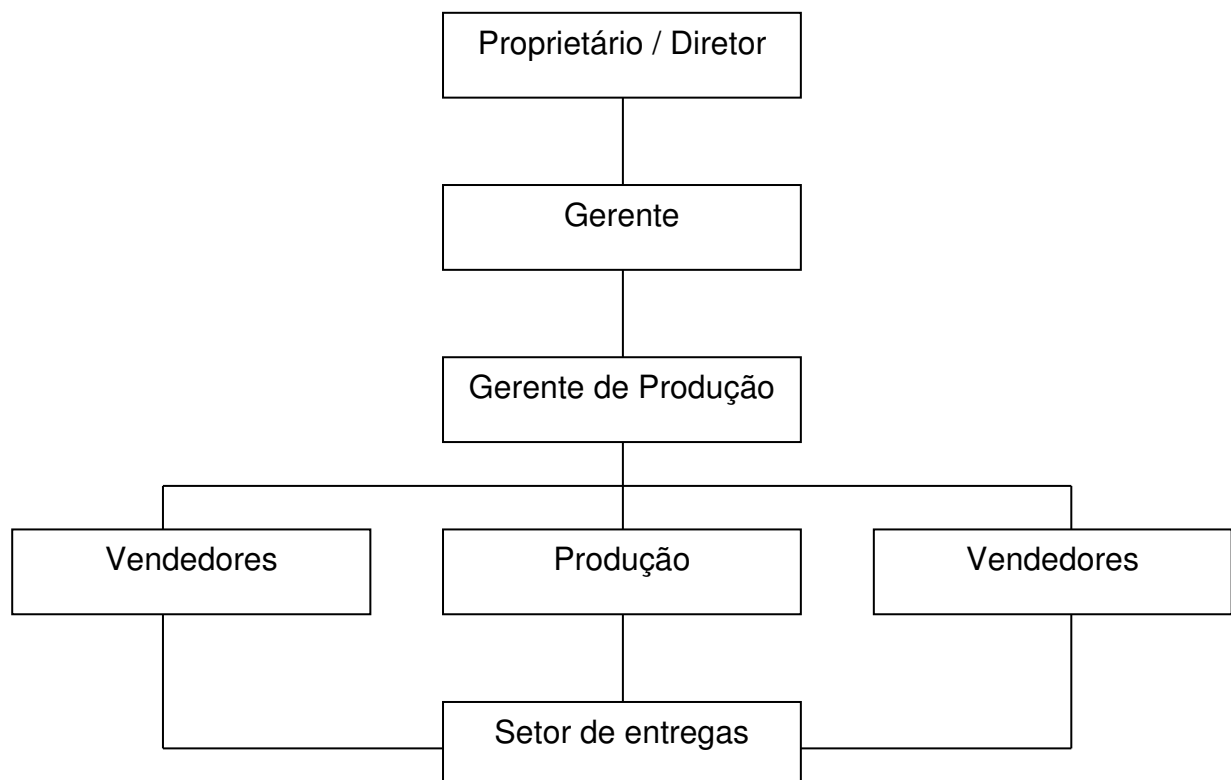 Proprietário / Diretor
Gerente
Gerente de Produção
Vendedores
Produção
Vendedores
Setor de entregas